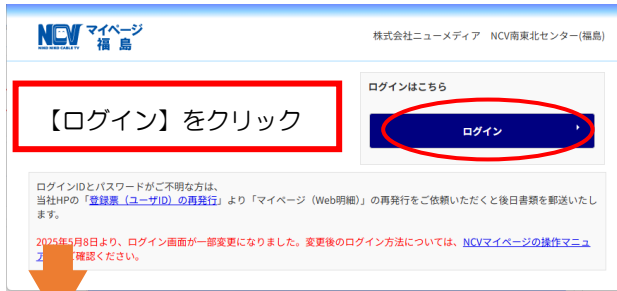 NCV マイページ
福島
株式会社ニューメディア NCV南東北センター(福島)
ログインはこちら
【ログイン】をクリック
ログイン
ログインIDとパスワードがご不明な方は、
当社HPの「登録票（ユーザID）の再発行」より「マイページ（Web明細）」の再発行をご依頼いただくと後日書類を郵送いたし
ます。
2025年5月8日より、ログイン画面が一部変更になりました。変更後のログイン方法については、NCVマイページの操作マニュ
ご確認ください。